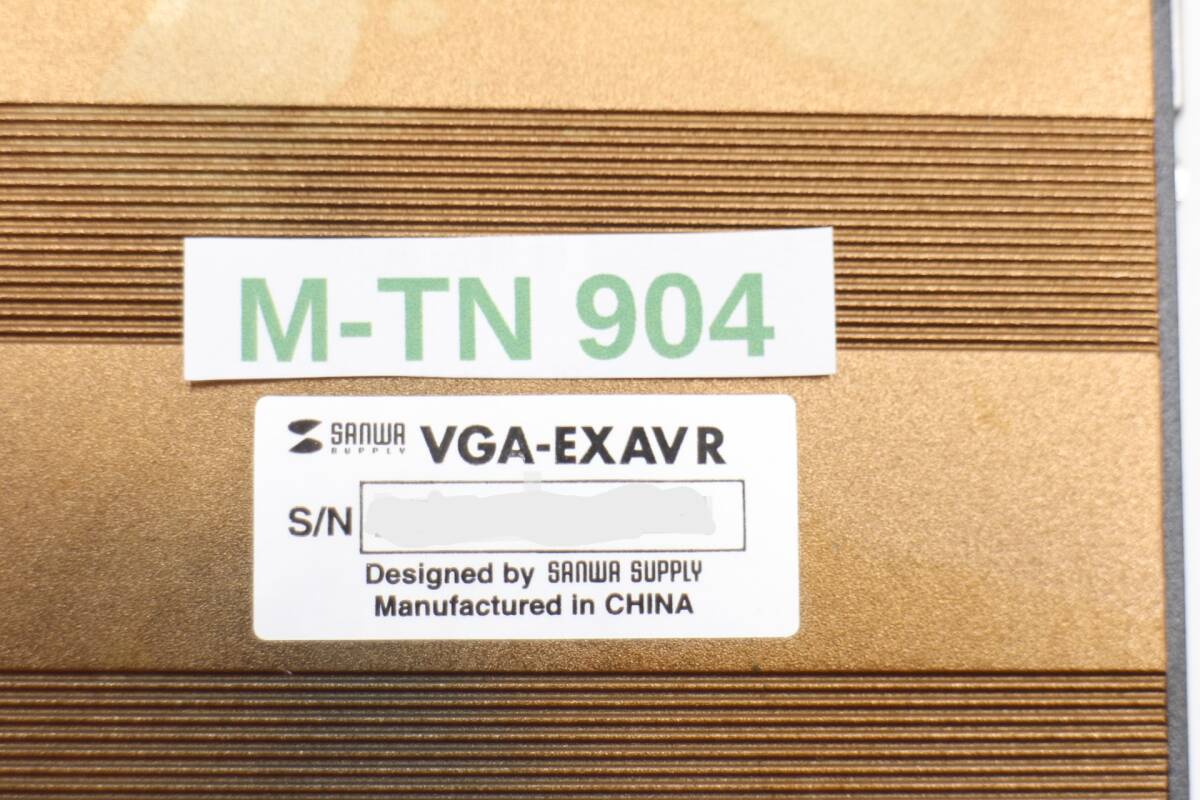 M-TN 904
SANWA SUPPLY VGA-EXAVR
S/N
Designed by SANWA SUPPLY
Manufactured in CHINA